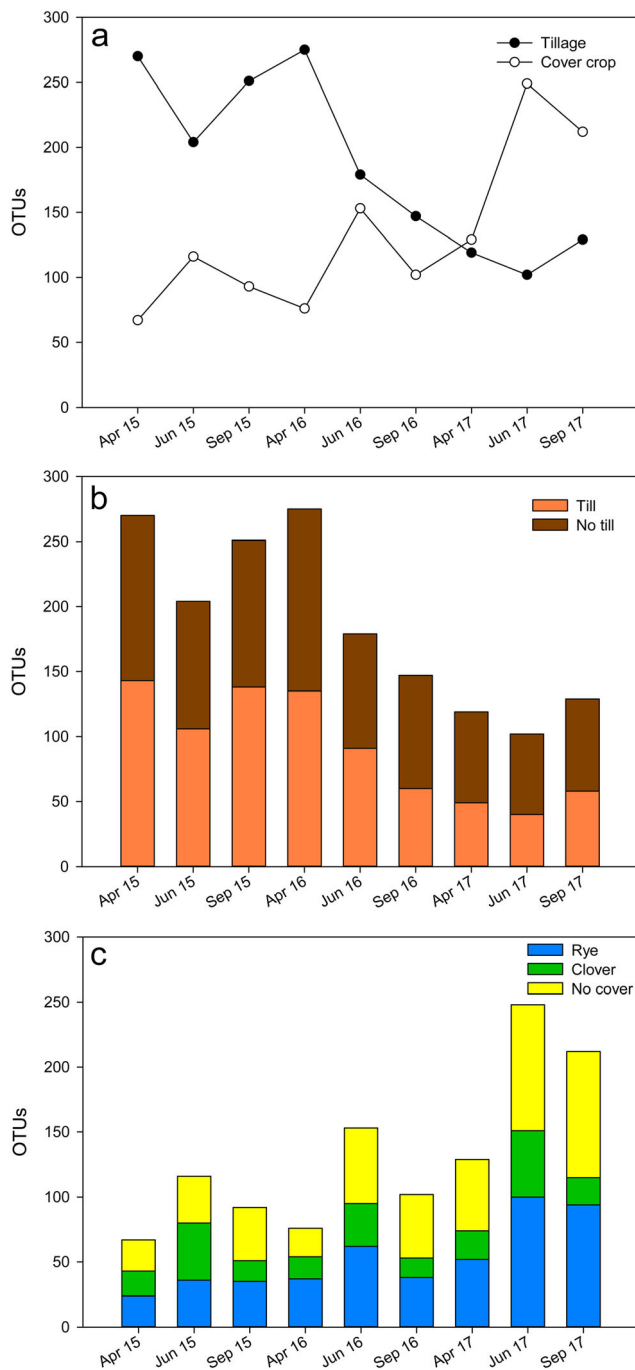 a
Tillage
Cover crop
300
250
200
150
100
50
0
OTUs
Apr 15
Jun 15
Sep 15
Apr 16
Jun 16
Sep 16
Apr 17
Jun 17
Sep 17
b
Till
No till
300
250
200
150
100
50
0
OTUs
Apr 15
Jun 15
Sep 15
Apr 16
Jun 16
Sep 16
Apr 17
Jun 17
Sep 17
c
Rye
Clover
No cover
300
250
200
150
100
50
0
OTUs
Apr 15
Jun 15
Sep 15
Apr 16
Jun 16
Sep 16
Apr 17
Jun 17
Sep 17